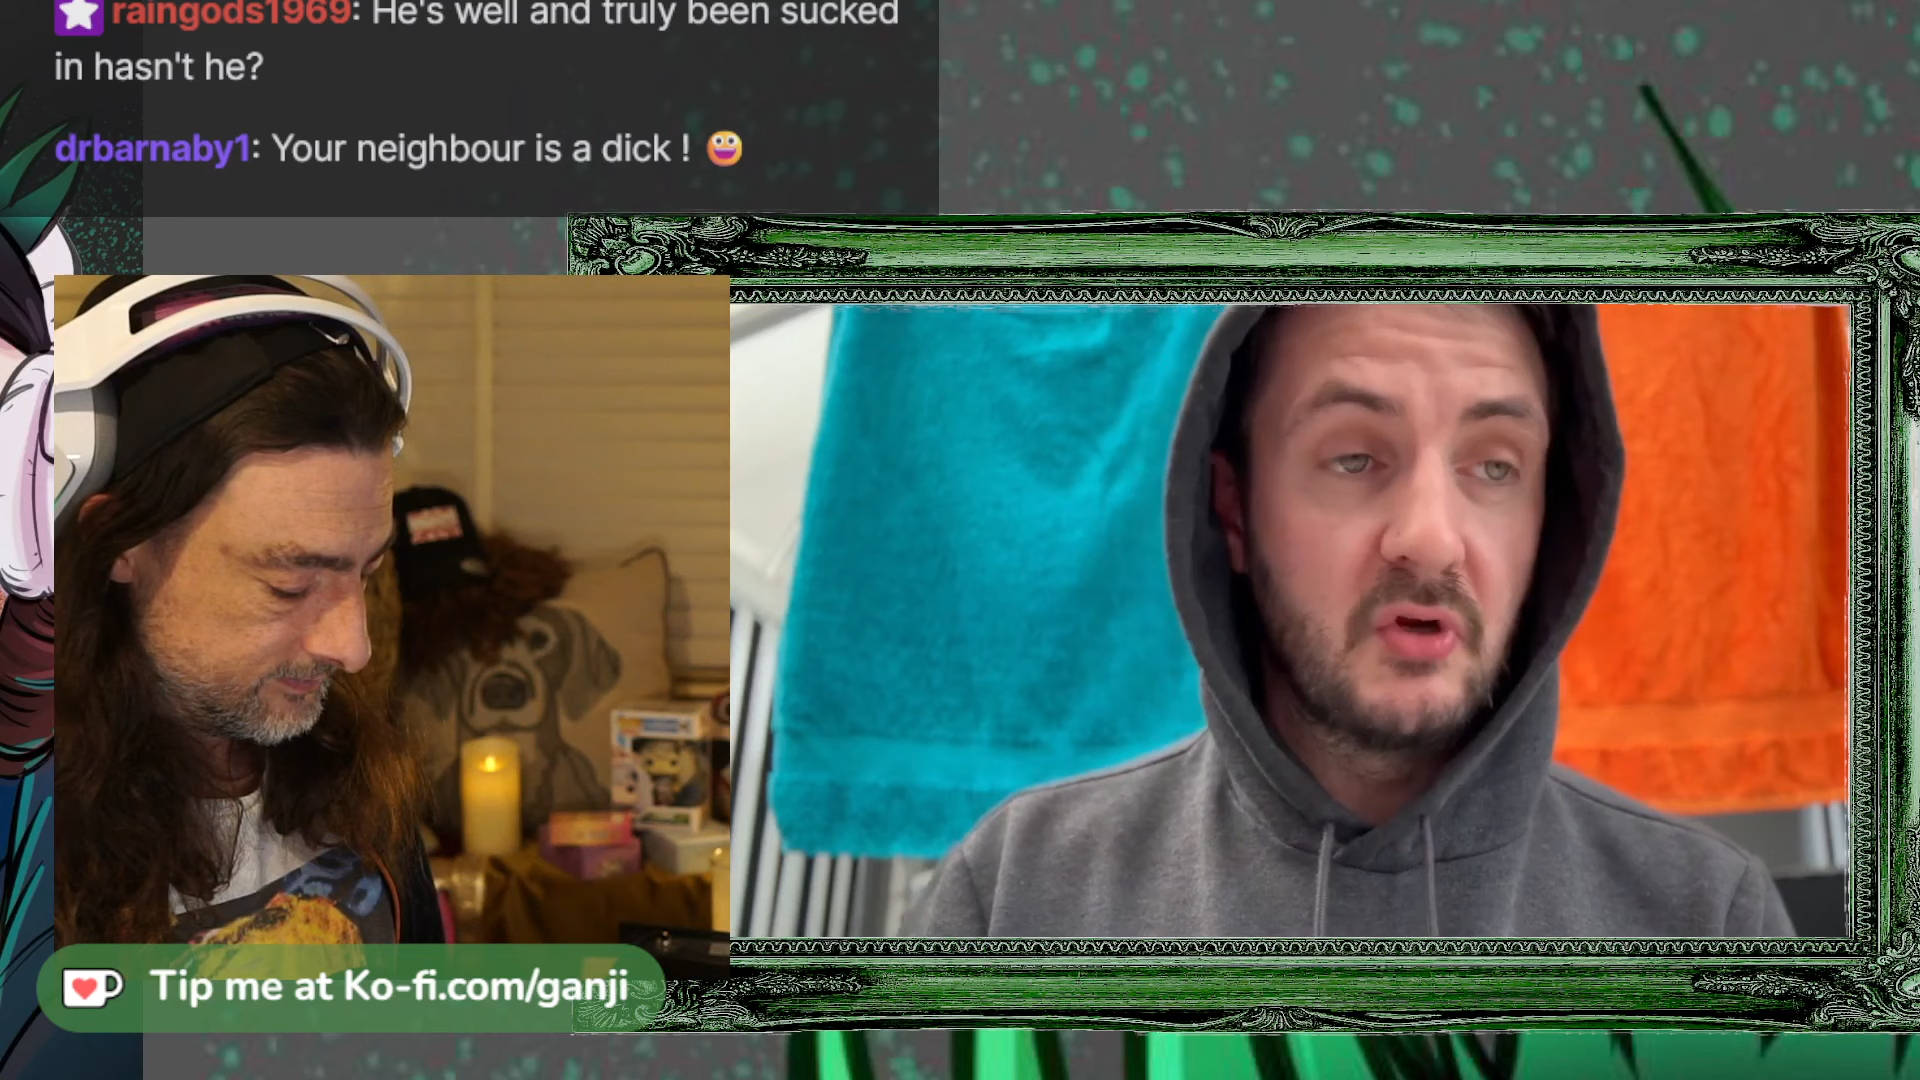 raingods1969: He's well and truly been sucked
in hasn't he?
drbarnaby1: Your neighbour is a dick ! 😀
Tip me at Ko-fi.com/ganji